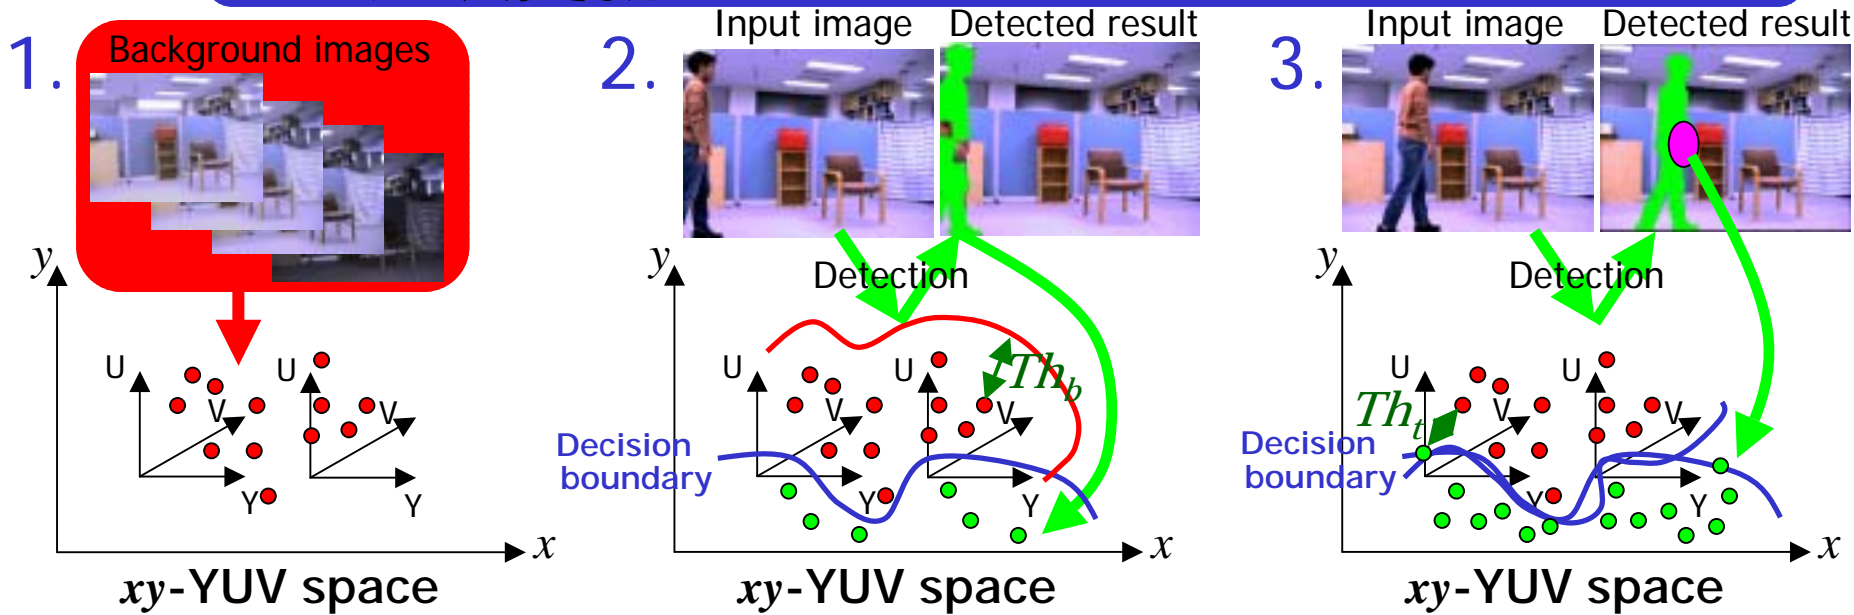 1.
Background images
y
U
V
Y
U
V
Y
x
xy-YUV space
2.
Input image
Detected result
Detection
y
U
V
Y
U
V
Y
Th_b
Decision
boundary
x
xy-YUV space
3.
Input image
Detected result
Detection
y
U
V
Y
U
V
Y
Th_t
Decision
boundary
x
xy-YUV space